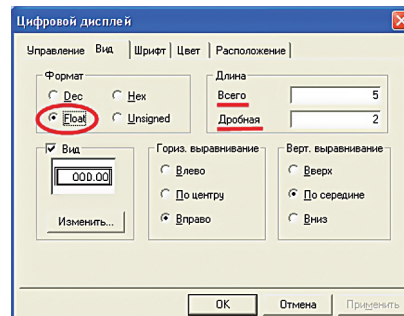 Цифровой дисплей
Управление Вид Шрифт Цвет Расположение
Формат
Dec Hex
Float Unsigned
Длина
Всего 5
Дробная 2
Вид
000.00
Изменить...
Гориз. выравнивание
Влево
По центру
Вправо
Верт. выравнивание
Вверх
По середине
Вниз
OK Отмена Применить